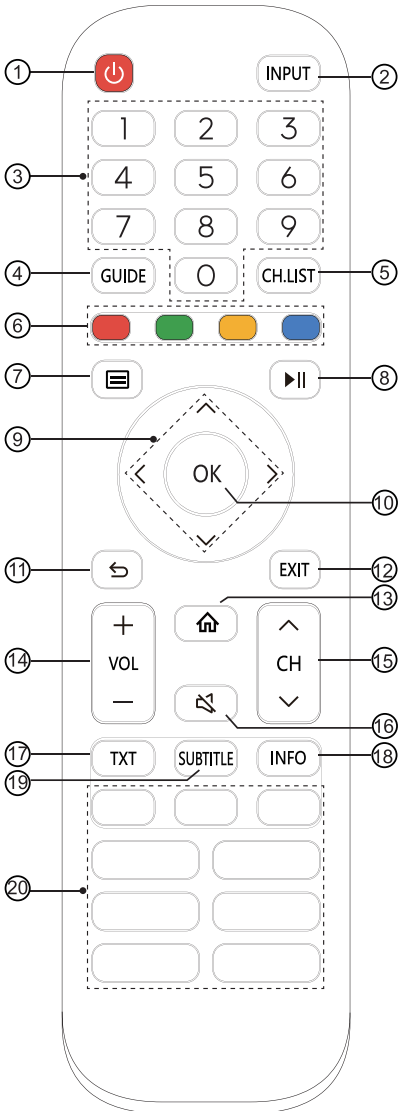 ① ② INPUT
1 2 3
③ 4 5 6
7 8 9
④ GUIDE 0 CH.LIST ⑤
⑥
⑦ ⑧
⑨
OK
⑩
⑪ EXIT ⑫
⑬
+
⑭ VOL CH ⑮
—
⑯
⑰ TXT SUBTITLE INFO ⑱
⑲
⑳